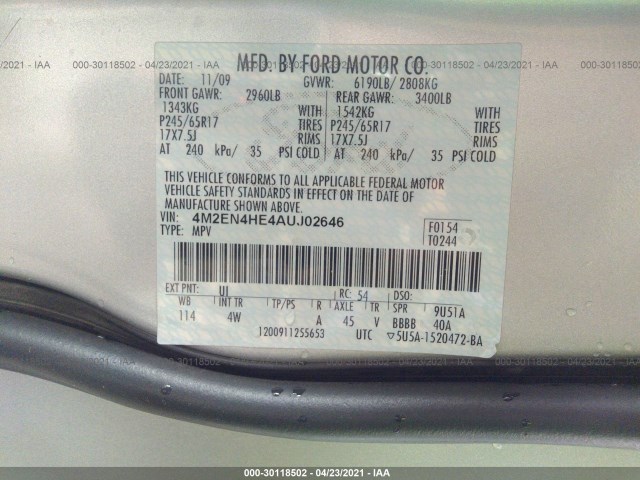 000-30118502 - 04/23/2021 - IAA
MFD. BY FORD MOTOR CO.
DATE: 11/09 GVWR: 6190LB/ 2808KG
FRONT GAWR: 2960LB REAR GAWR: 3400LB
1343KG WITH 1542KG WITH
P245/65R17 TIRES P245/65R17 TIRES
17X7.5J RIMS 17X7.5J RIMS
AT 240 kPa/ 35 PSI COLD AT 240 kPa/ 35 PSI COLD
THIS VEHICLE CONFORMS TO ALL APPLICABLE FEDERAL MOTOR
VEHICLE SAFETY STANDARDS IN EFFECT ON THE DATE OF
MANUFACTURE SHOWN ABOVE.
VIN: 4M2EN4HE4AUJ02646 F0154
TYPE: MPV T0244
EXT PNT: UI RC: 54 DSO:
WB INT TR TP/PS R AXLE TR SPR 9U51A
114 4W A 45 V BBBB 40A
1200911255653 UTC ▽5U5A-1520472-BA
000-30118502 - 04/23/2021 - IAA